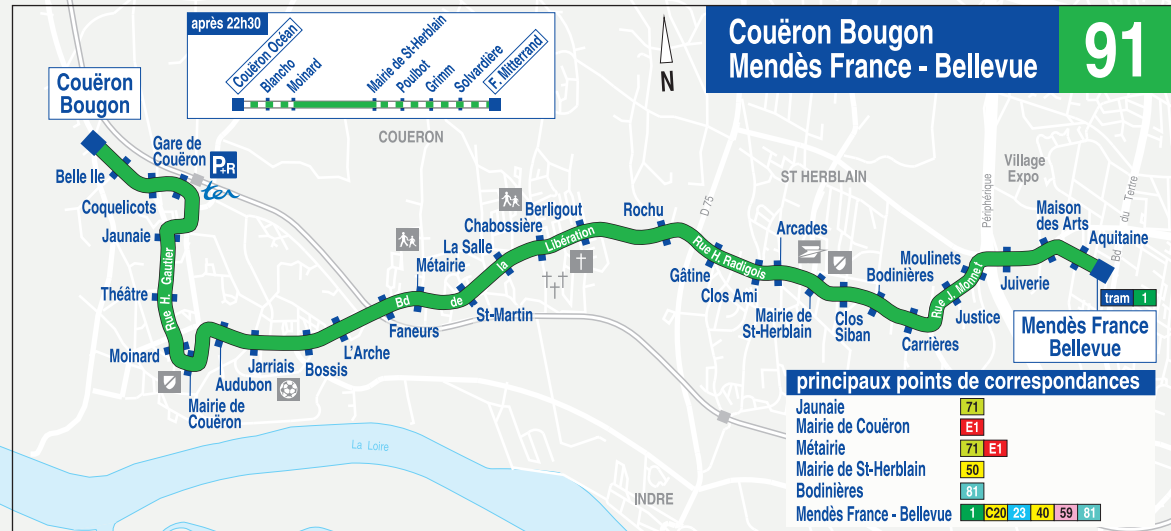 après 22h30
Couëron Océan
Blancho
Moinard
Mairie de St-Herblain
Poulbot
Grimm
Solvardière
F. Mitterrand
N
Couëron Bougon
Mendès France - Bellevue
91
Couëron
Bougon
Belle Ile
Coquelicots
Gare de
Couëron
P+R
ter
Jaunaie
Rue H. Gautier
Théâtre
Moinard
Mairie de
Couëron
Audubon
Jarriais
Bossis
L'Arche
Faneurs
Métairie
COUERON
Bd de la Libération
St-Martin
La Salle
Chabossière
Berligout
Rochu
D 75
ST HERBLAIN
Rue H. Radigois
Gâtine
Clos Ami
Arcades
Mairie de
St-Herblain
Clos
Siban
Bodinières
Carrières
Moulinets
Rue J. Monnet
Justice
Juiverie
Périphérique
Village
Expo
Maison
des Arts
Aquitaine
Bd du Tertre
tram 1
Mendès France
Bellevue
La Loire
INDRE
principaux points de correspondances
Jaunaie 71
Mairie de Couëron E1
Métairie 71 E1
Mairie de St-Herblain 50
Bodinières 81
Mendès France - Bellevue 1 C20 23 40 59 81